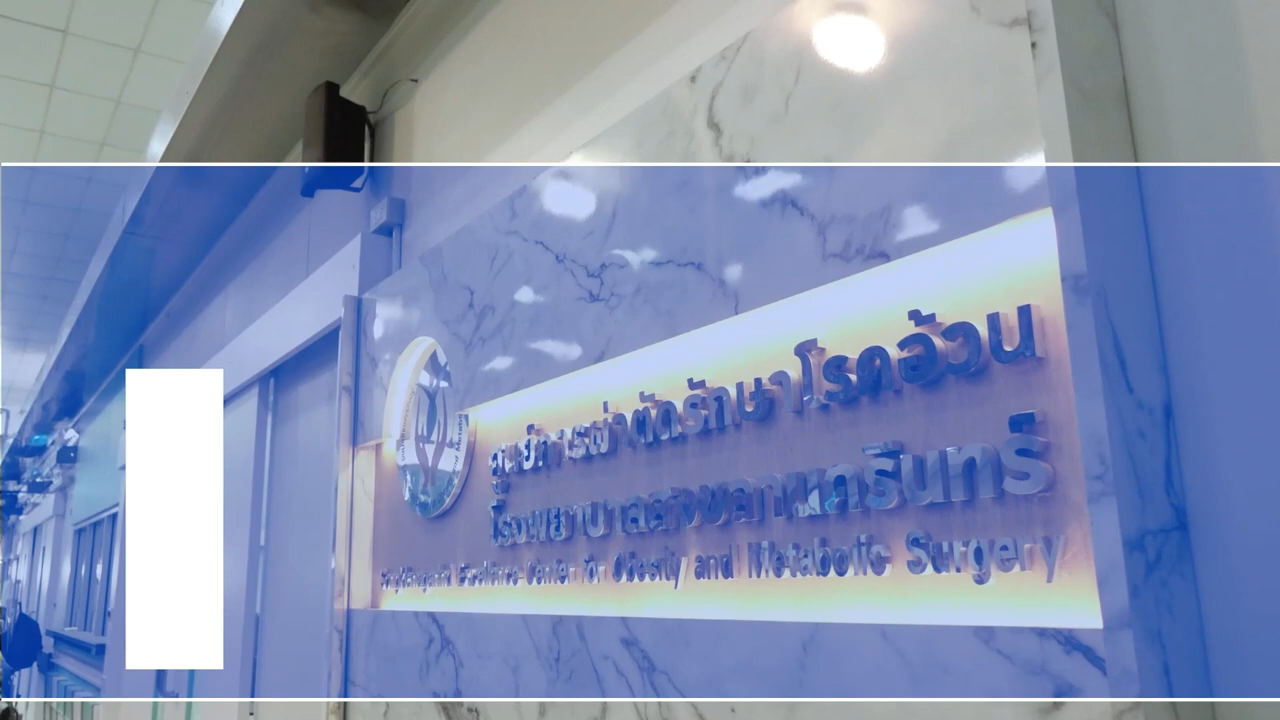 ศูนย์การผ่าตัดรักษาโรคอ้วน
โรงพยาบาลสงขลานครินทร์
Songklanagarind Excellence Center for Obesity and Metabolic Surgery